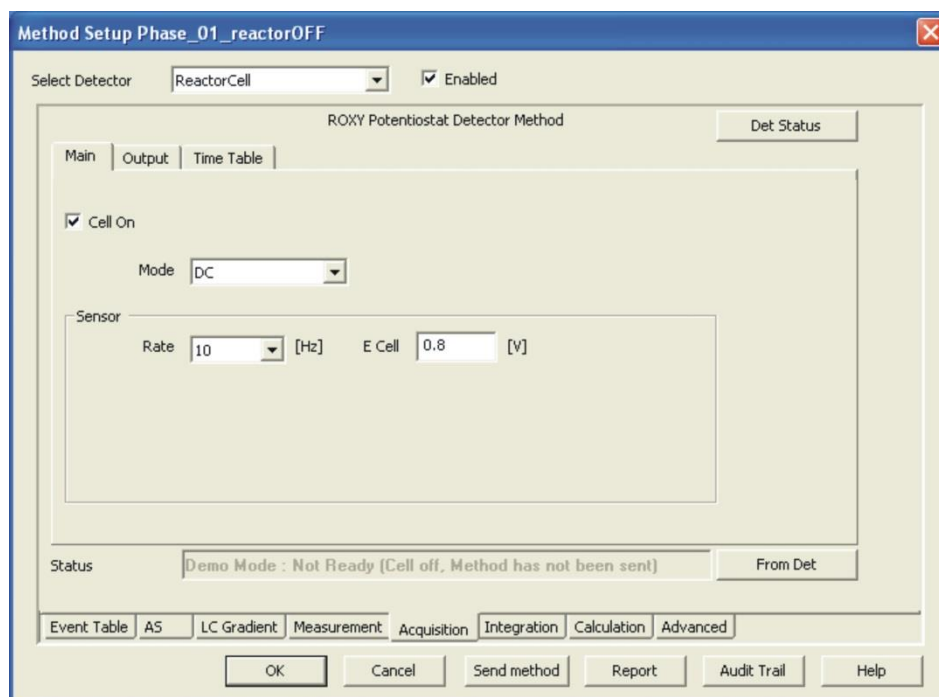 Method Setup Phase_01_reactorOFF
Select Detector ReactorCell Enabled
ROXY Potentiostat Detector Method Det Status
Main Output Time Table
Cell On
Mode DC
Sensor
Rate 10 [Hz] E Cell 0.8 [V]
Status Demo Mode : Not Ready (Cell off, Method has not been sent) From Det
Event Table AS LC Gradient Measurement Acquisition Integration Calculation Advanced
OK Cancel Send method Report Audit Trail Help